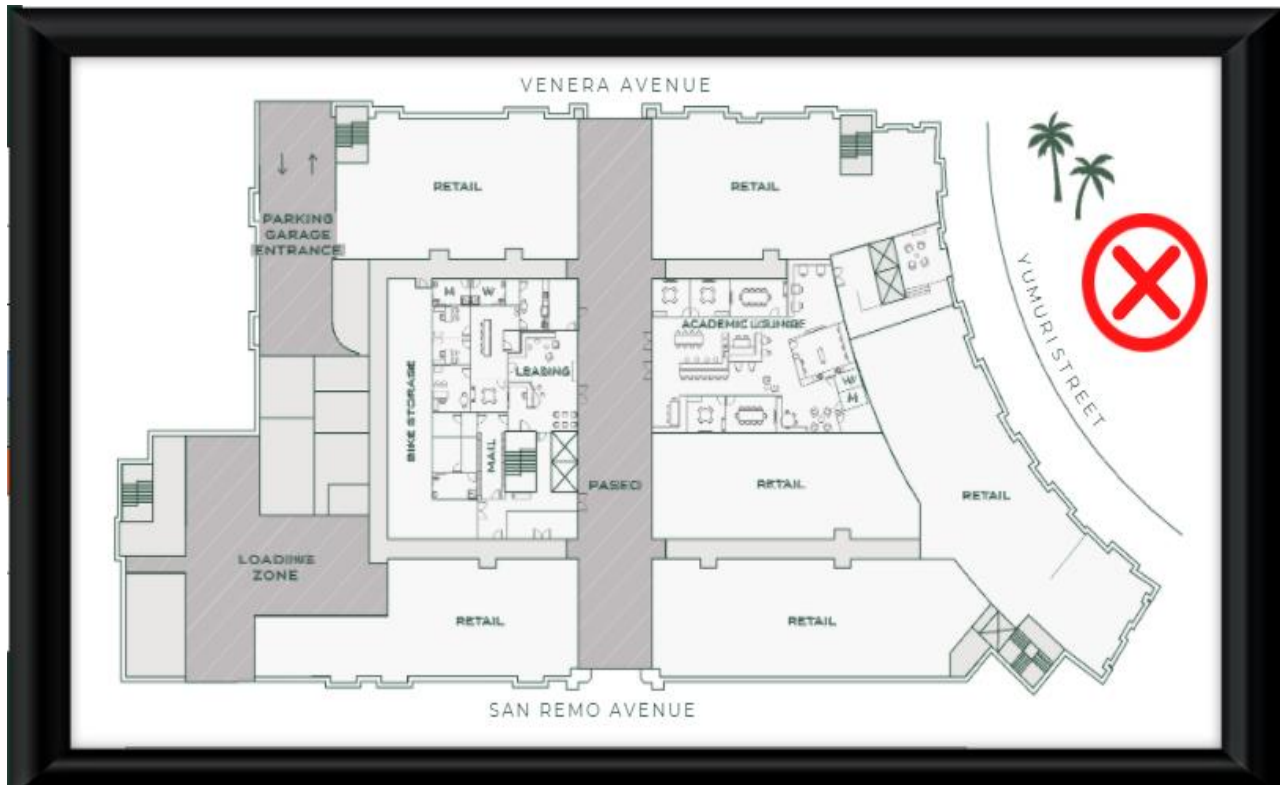 VENERA AVENUE
RETAIL
RETAIL
PARKING
GARAGE
ENTRANCE
M
W
YUMURI STREET
ACADEMIC LOUNGE
LEADING
BIKE STORAGE
W
M
MAIL
PASEO
RETAIL
RETAIL
LOADING
ZONE
RETAIL
RETAIL
SAN REMO AVENUE